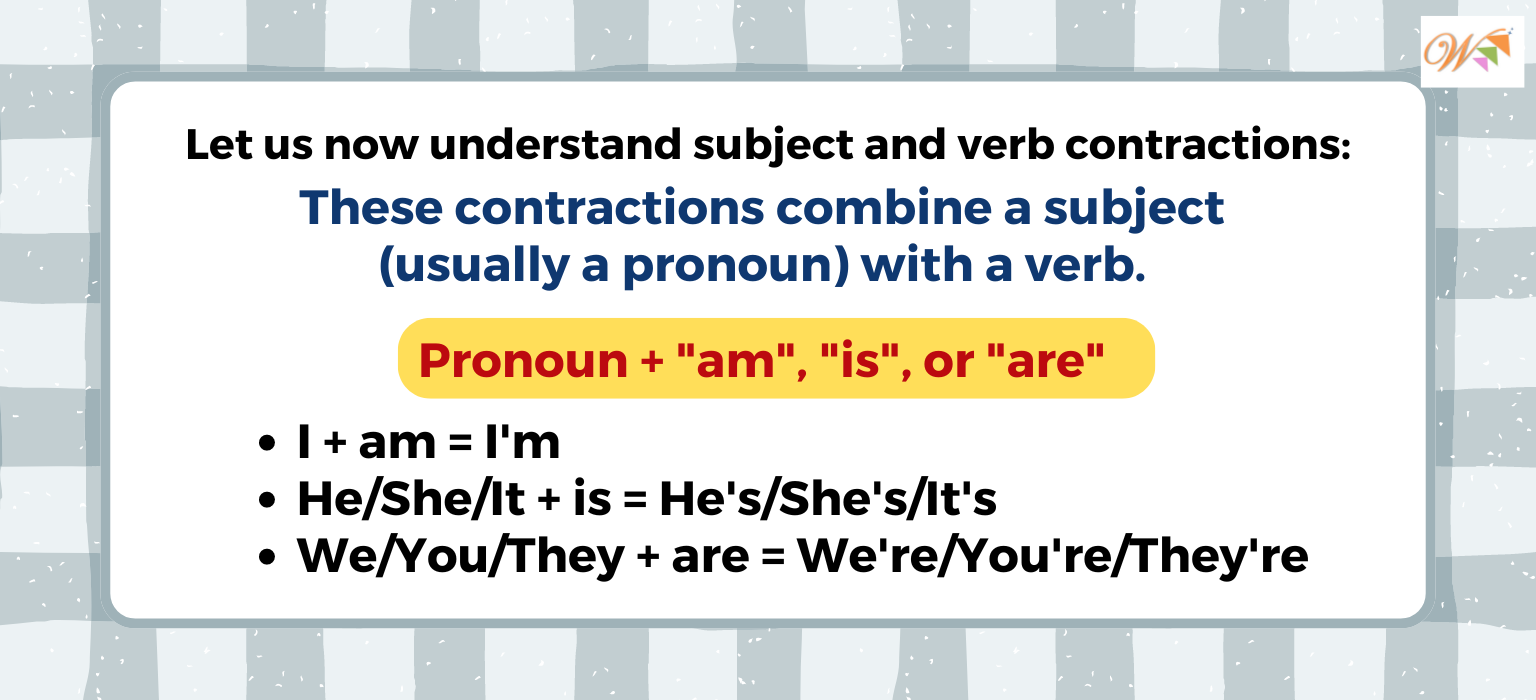 W
Let us now understand subject and verb contractions:
These contractions combine a subject
(usually a pronoun) with a verb.
Pronoun + "am", "is", or "are"
• I + am = I'm
• He/She/It + is = He's/She's/It's
• We/You/They + are = We're/You're/They're